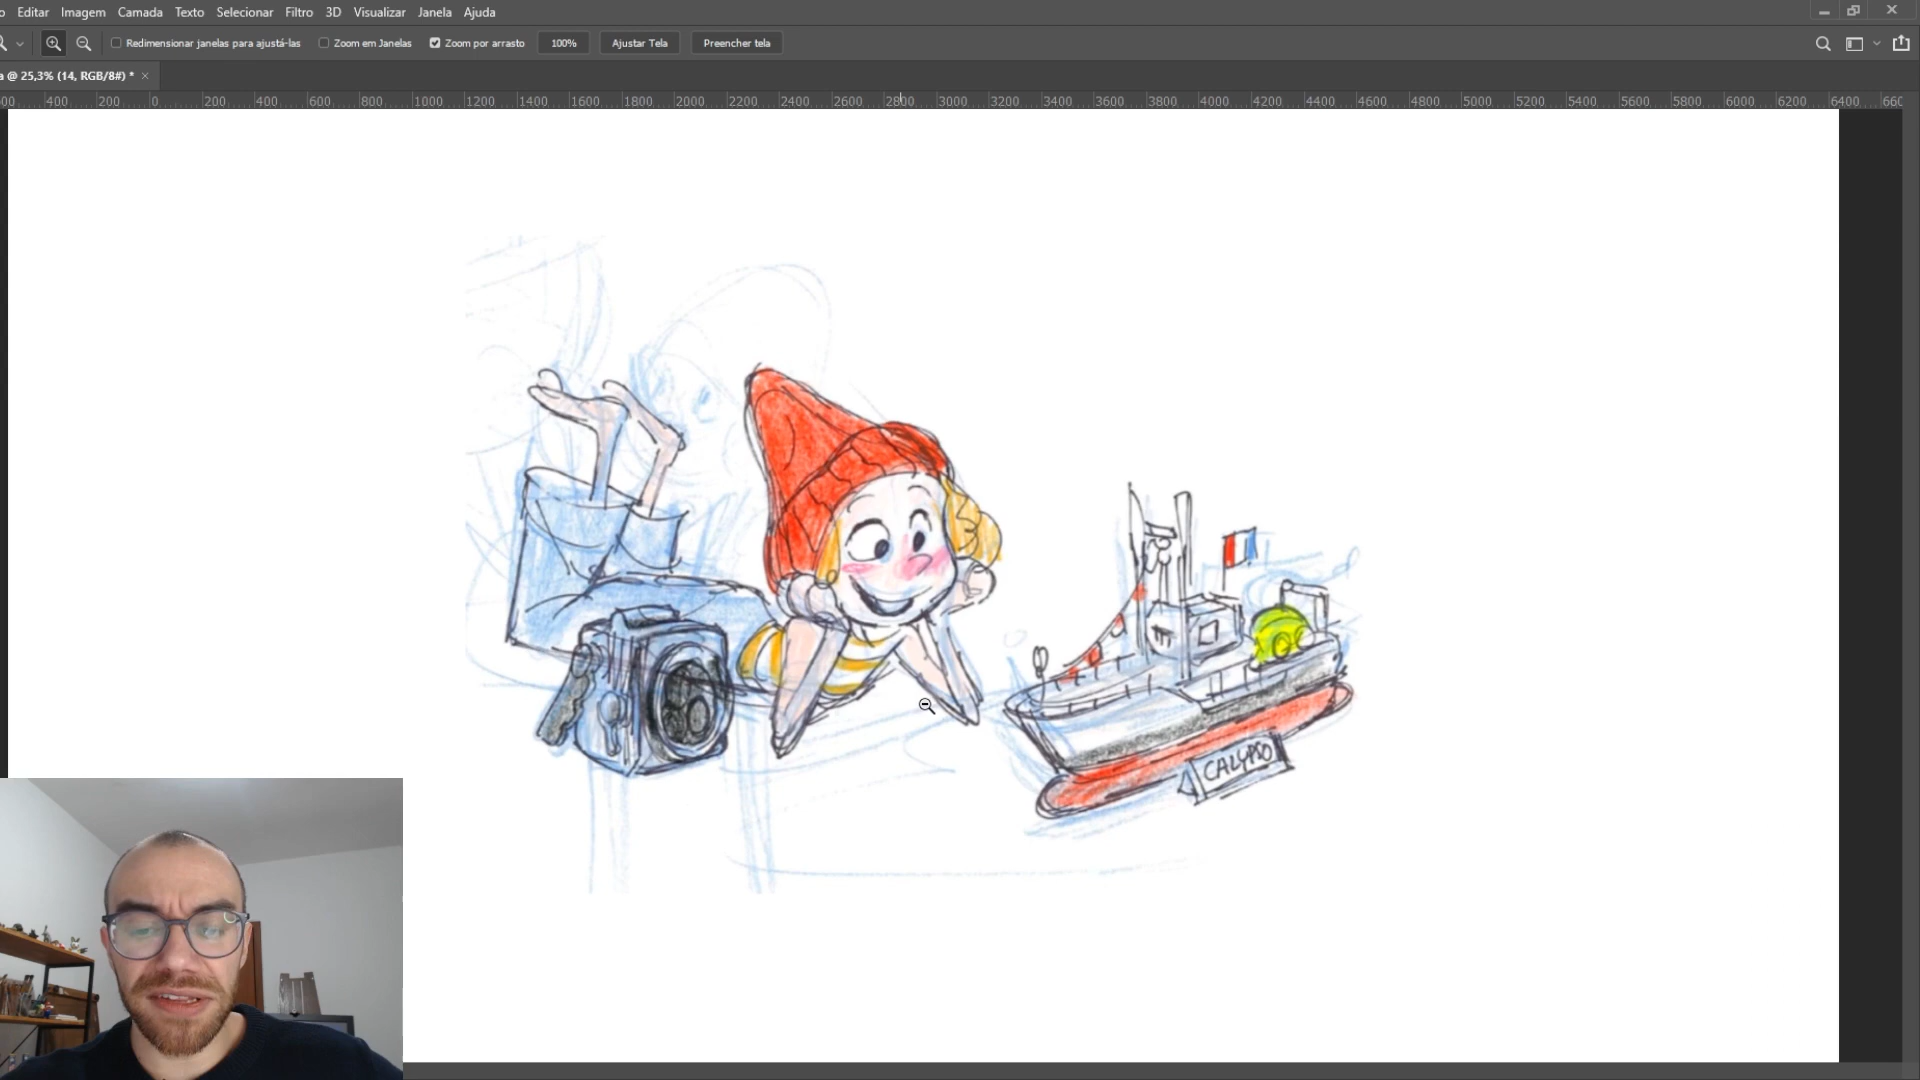 Editar Imagem Camada Texto Selecionar Filtro 3D Visualizar Janela Ajuda
Redimensionar janelas para ajustá-las Zoom em Janelas Zoom por arrasto 100% Ajustar Tela Preencher tela
a @ 25,3% (14, RGB/8#) * ×
400 200 0 200 400 600 800 1000 1200 1400 1600 1800 2000 2200 2400 2600 2800 3000 3200 3400 3600 3800 4000 4200 4400 4600 4800 5000 5200 5400 5600 5800 6000 6200 6400
CALYPSO